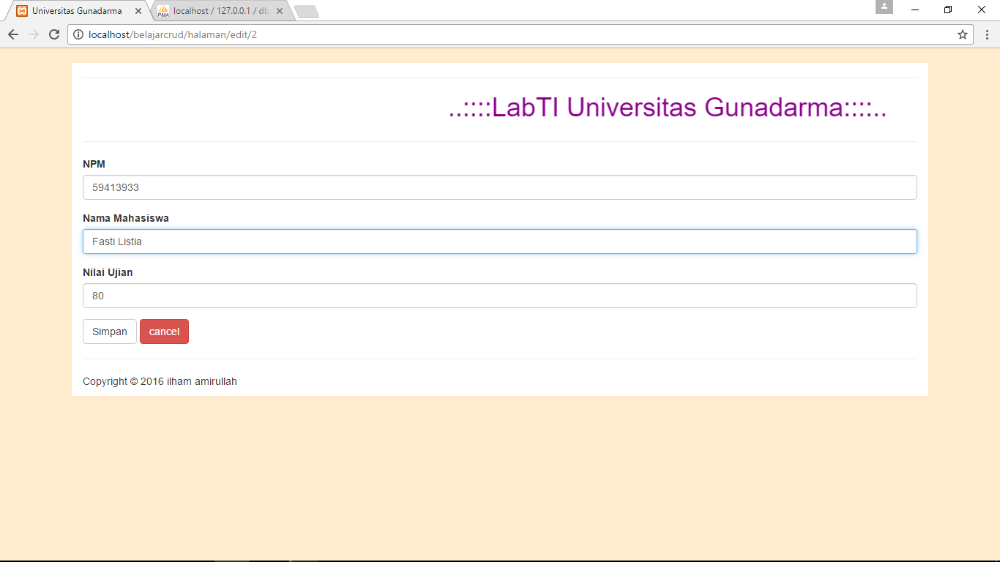 Universitas Gunadarma
PMA
localhost / 127.0.0.1 / db
localhost/belajarcrud/halaman/edit/2
..::::LabTI Universitas Gunadarma::::..
NPM
59413933
Nama Mahasiswa
Fasti Listia
Nilai Ujian
80
Simpan
cancel
Copyright © 2016 ilham amirullah